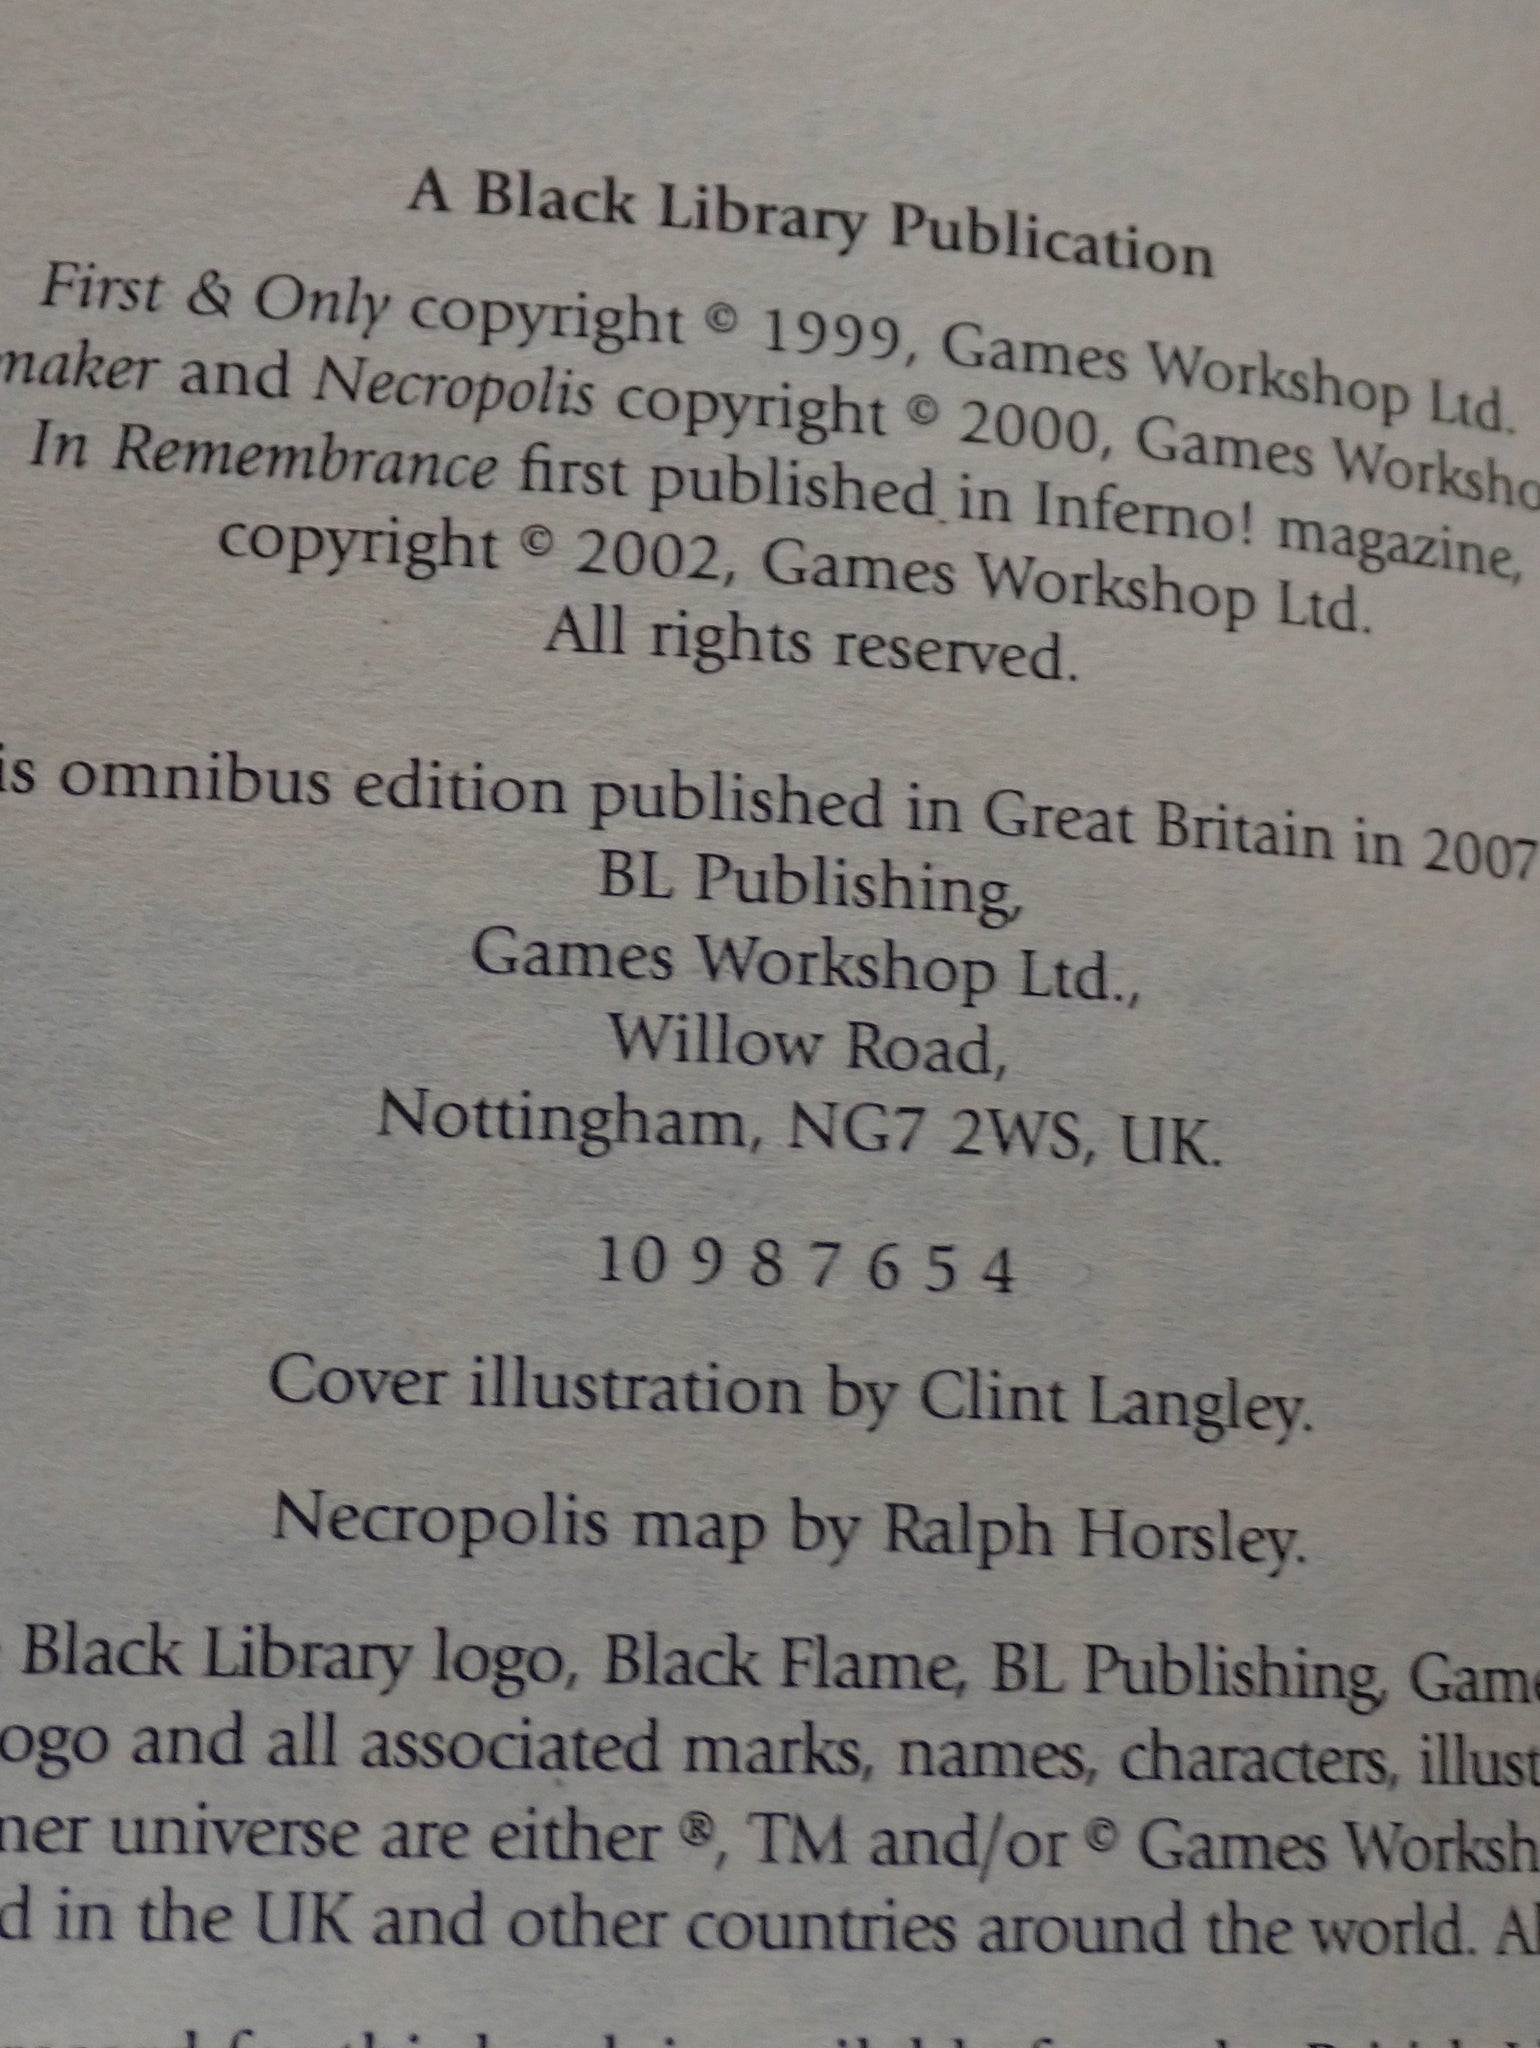 A Black Library Publication
First & Only copyright © 1999, Games Workshop Ltd.
maker and Necropolis copyright © 2000, Games Worksho
In Remembrance first published in Inferno! magazine,
copyright © 2002, Games Workshop Ltd.
All rights reserved.
is omnibus edition published in Great Britain in 2007
BL Publishing,
Games Workshop Ltd.,
Willow Road,
Nottingham, NG7 2WS, UK.
10 9 8 7 6 5 4
Cover illustration by Clint Langley.
Necropolis map by Ralph Horsley.
Black Library logo, Black Flame, BL Publishing, Game
ogo and all associated marks, names, characters, illust
ner universe are either ®, TM and/or © Games Worksh
d in the UK and other countries around the world. Al